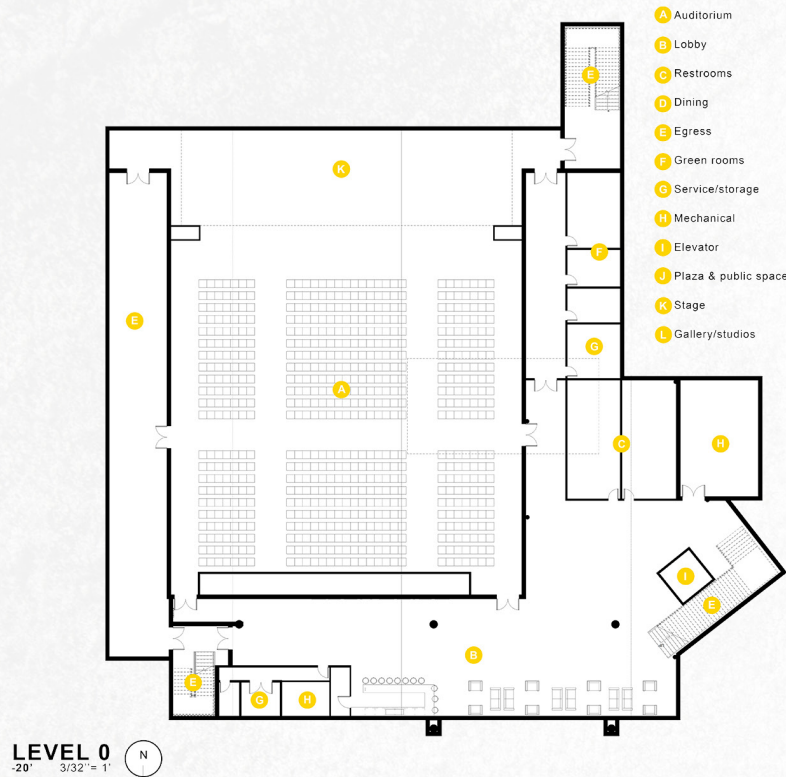 A Auditorium
B Lobby
C Restrooms
D Dining
E Egress
F Green rooms
G Service/storage
H Mechanical
I Elevator
J Plaza & public space
K Stage
L Gallery/studios
E
K
F
E
G
A
C
H
I
E
B
E
G
H
LEVEL 0
-20' 3/32''= 1'
N